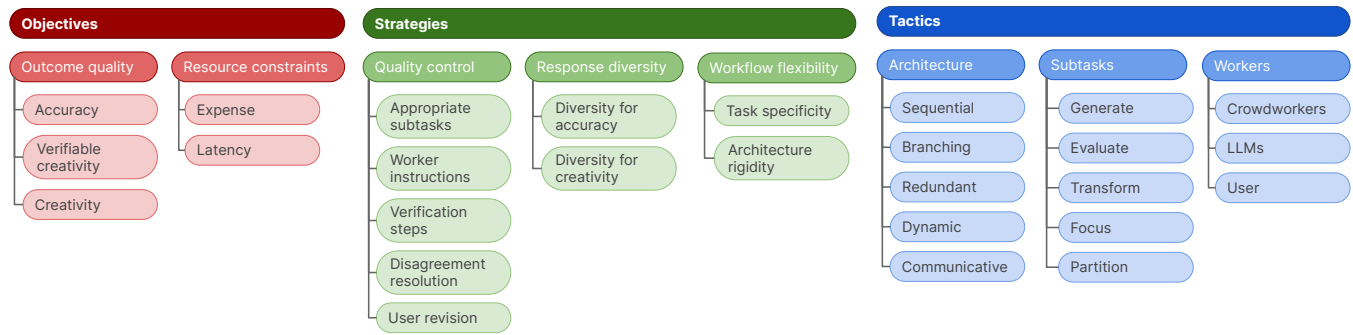 Objectives
Outcome quality
Accuracy
Verifiable
creativity
Creativity
Resource constraints
Expense
Latency
Strategies
Quality control
Appropriate
subtasks
Worker
instructions
Verification
steps
Disagreement
resolution
User revision
Response diversity
Diversity for
accuracy
Diversity for
creativity
Workflow flexibility
Task specificity
Architecture
rigidity
Tactics
Architecture
Sequential
Branching
Redundant
Dynamic
Communicative
Subtasks
Generate
Evaluate
Transform
Focus
Partition
Workers
Crowdworkers
LLMs
User